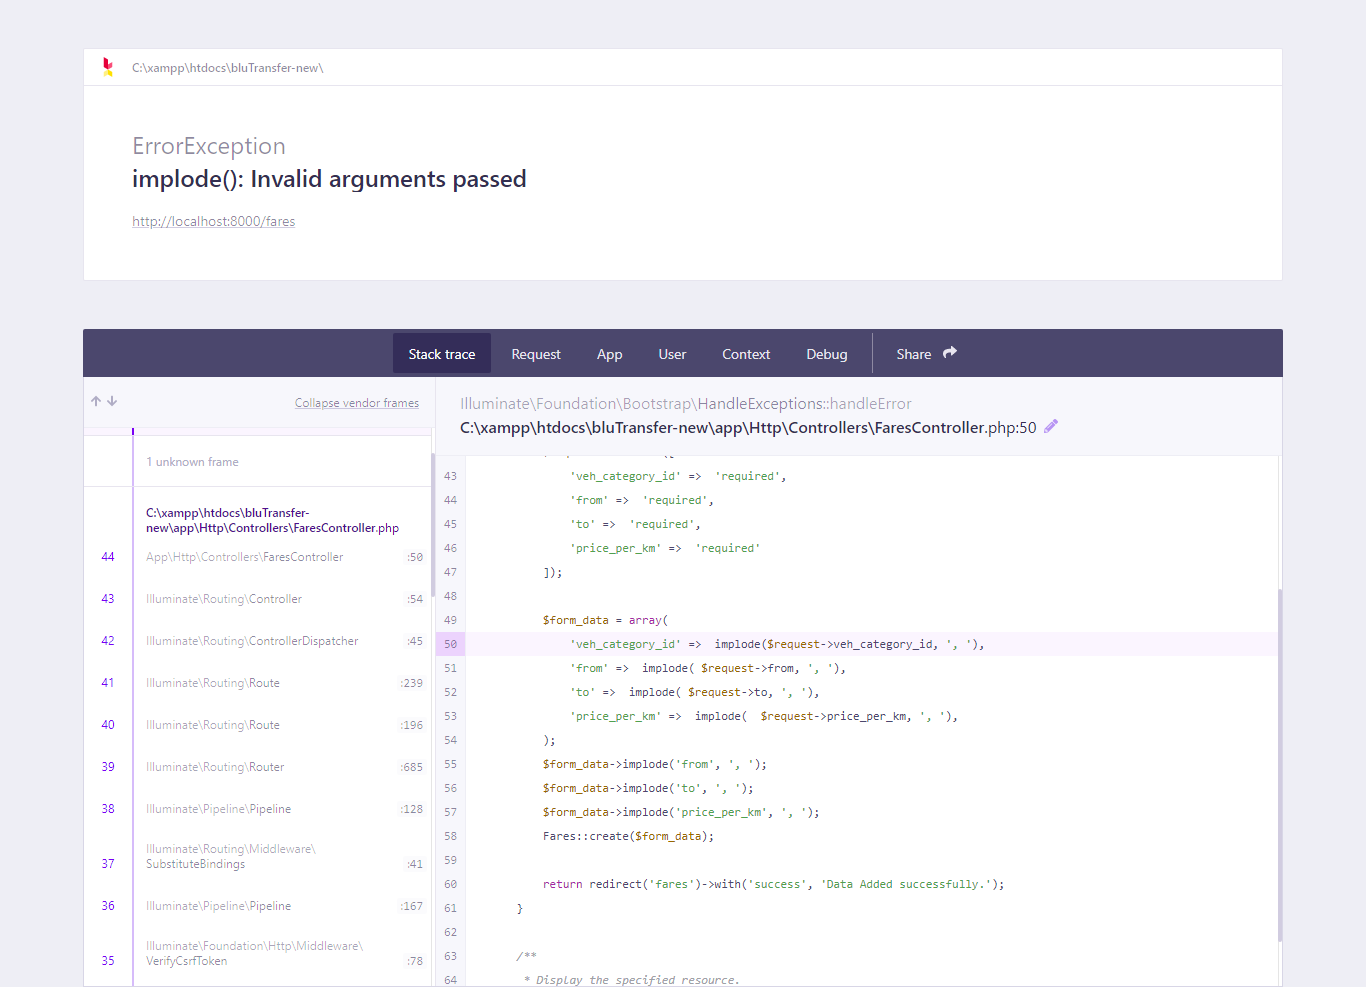 C:\xampp\htdocs\bluTransfer-new\
ErrorException
implode(): Invalid arguments passed
http://localhost:8000/fares
Stack trace Request App User Context Debug Share
Collapse vendor frames
1 unknown frame
C:\xampp\htdocs\bluTransfer-
new\app\Http\Controllers\FaresController.php
44 App\Http\Controllers\FaresController :50
43 Illuminate\Routing\Controller :54
42 Illuminate\Routing\ControllerDispatcher :45
41 Illuminate\Routing\Route :239
40 Illuminate\Routing\Route :196
39 Illuminate\Routing\Router :685
38 Illuminate\Pipeline\Pipeline :128
Illuminate\Routing\Middleware\
37 SubstituteBindings :41
36 Illuminate\Pipeline\Pipeline :167
Illuminate\Foundation\Http\Middleware\
35 VerifyCsrfToken :78
Illuminate\Foundation\Bootstrap\HandleExceptions::handleError
C:\xampp\htdocs\bluTransfer-new\app\Http\Controllers\FaresController.php:50
43 'veh_category_id' =>  'required',
44 'from' =>  'required',
45 'to' =>  'required',
46 'price_per_km' =>  'required'
47 ]);
48
49 $form_data = array(
50 'veh_category_id' =>  implode($request->veh_category_id, ', '),
51 'from' =>  implode( $request->from, ', '),
52 'to' =>  implode( $request->to, ', '),
53 'price_per_km' =>  implode(  $request->price_per_km, ', '),
54 );
55 $form_data->implode('from', ', ');
56 $form_data->implode('to', ', ');
57 $form_data->implode('price_per_km', ', ');
58 Fares::create($form_data);
59
60 return redirect('fares')->with('success', 'Data Added successfully.');
61 }
62
63 /**
64 * Display the specified resource.